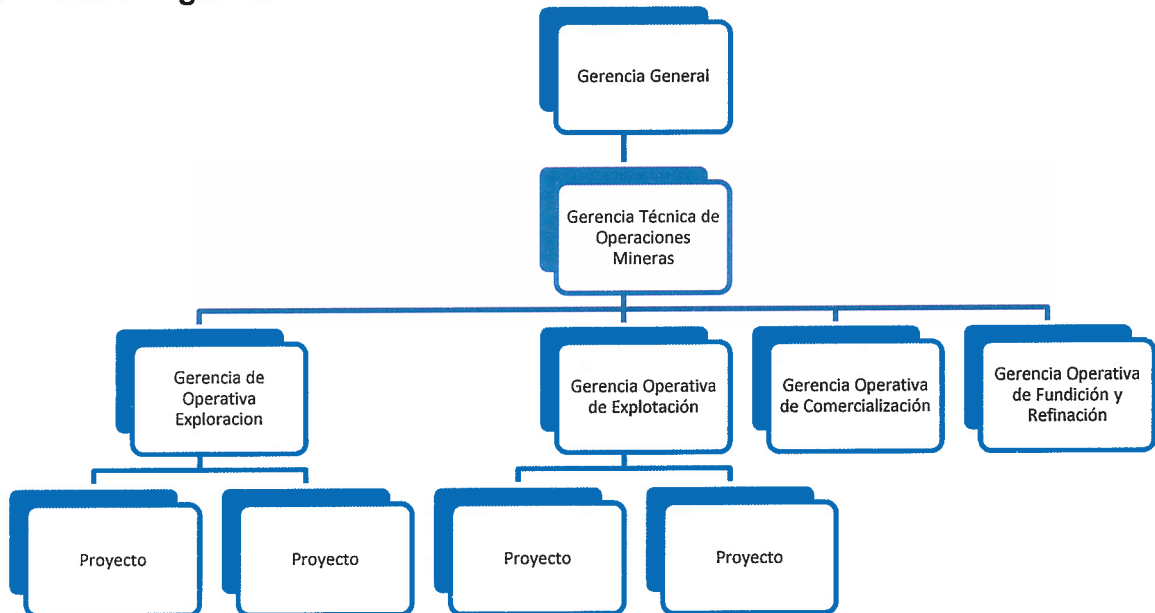 Gerencia General
Gerencia Técnica de
Operaciones
Mineras
Gerencia de
Operativa
Exploracion
Gerencia Operativa
de Explotación
Gerencia Operativa
de Comercialización
Gerencia Operativa
de Fundición y
Refinación
Proyecto
Proyecto
Proyecto
Proyecto